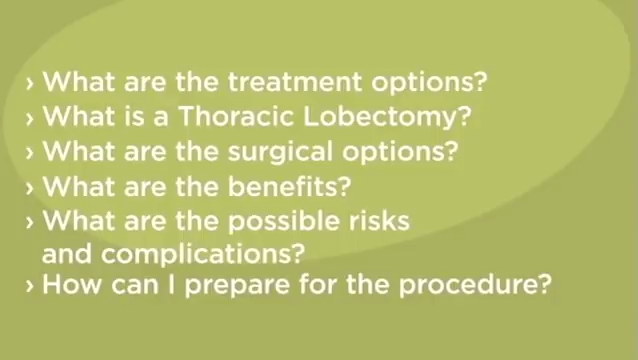 › What are the treatment options?
› What is a Thoracic Lobectomy?
› What are the surgical options?
› What are the benefits?
› What are the possible risks
and complications?
› How can I prepare for the procedure?